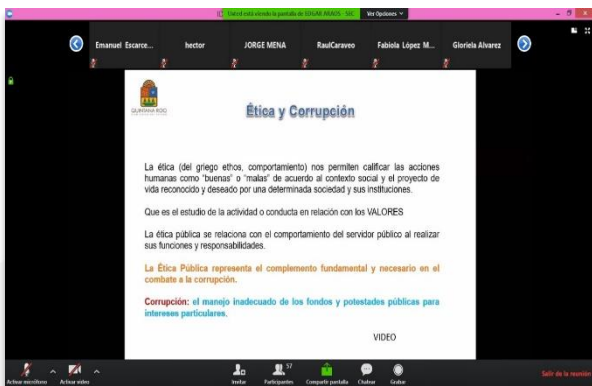 Usted está viendo la pantalla de EDGAR ARAOS - SIC
Ver Opciones
Emanuel Escarce...
hector
JORGE MENA
RaulCaraveo
Fabiola López M...
Gloriela Alvarez
QUINTANA ROO
Ética y Corrupción
La ética (del griego ethos, comportamiento) nos permiten calificar las acciones
humanas como "buenas" o "malas" de acuerdo al contexto social y el proyecto de
vida reconocido y deseado por una determinada sociedad y sus instituciones.
Que es el estudio de la actividad o conducta en relación con los VALORES
La ética pública se relaciona con el comportamiento del servidor público al realizar
sus funciones y responsabilidades.
La Ética Pública representa el complemento fundamental y necesario en el
combate a la corrupción.
Corrupción: el manejo inadecuado de los fondos y potestades públicas para
intereses particulares.
VIDEO
57
Activar micrófono
Activar video
Invitar
Participantes
Compartir pantalla
Chatear
Grabar
Salir de la reunión